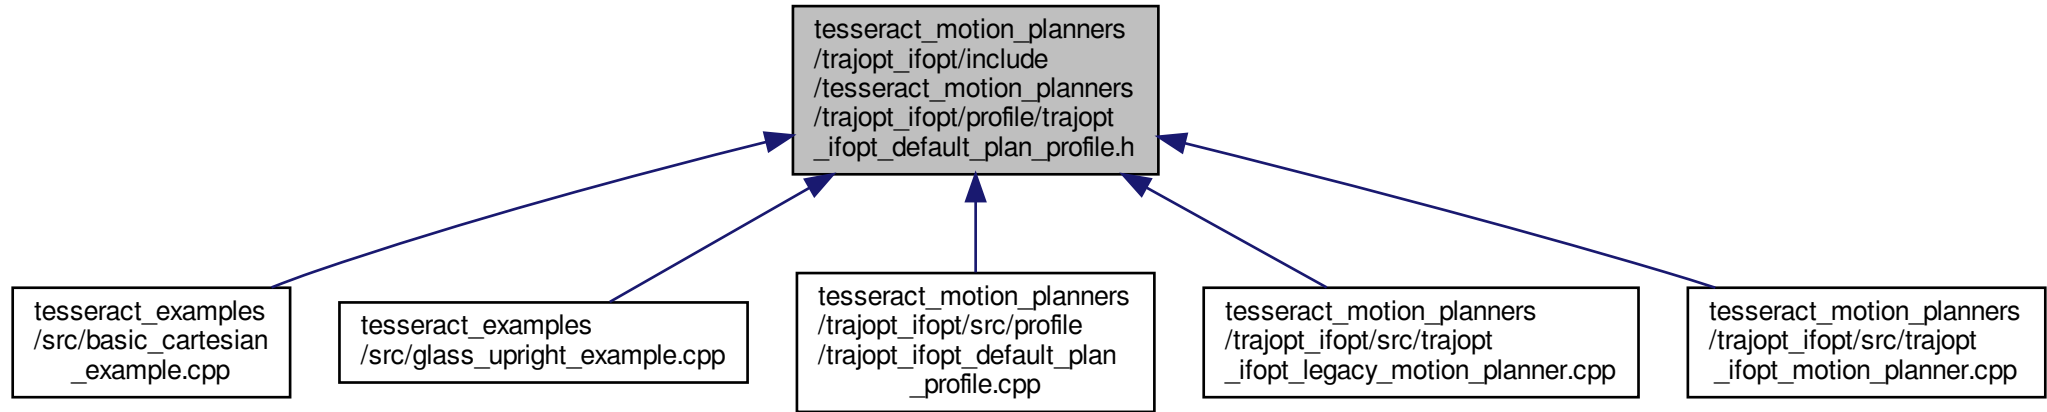 tesseract_motion_planners
/trajopt_ifopt/include
/tesseract_motion_planners
/trajopt_ifopt/profile/trajopt
_ifopt_default_plan_profile.h
tesseract_examples
/src/basic_cartesian
_example.cpp
tesseract_examples
/src/glass_upright_example.cpp
tesseract_motion_planners
/trajopt_ifopt/src/profile
/trajopt_ifopt_default_plan
_profile.cpp
tesseract_motion_planners
/trajopt_ifopt/src/trajopt
_ifopt_legacy_motion_planner.cpp
tesseract_motion_planners
/trajopt_ifopt/src/trajopt
_ifopt_motion_planner.cpp